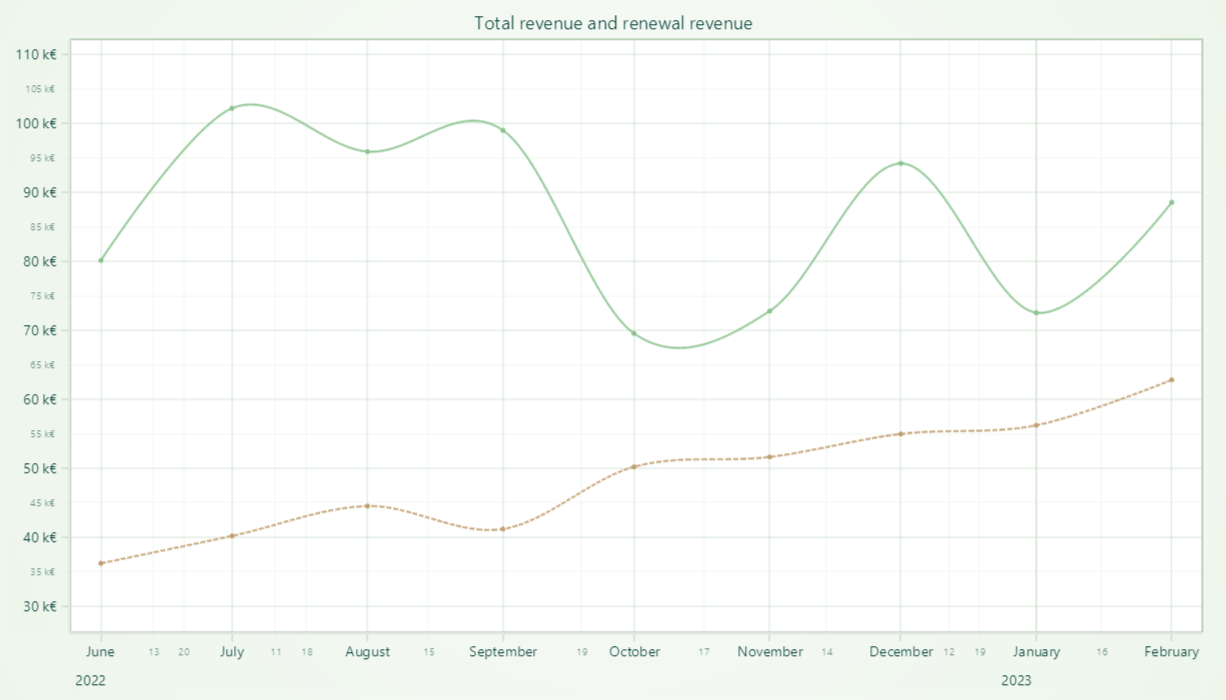 Total revenue and renewal revenue
110 k€
105 k€
100 k€
95 k€
90 k€
85 k€
80 k€
75 k€
70 k€
65 k€
60 k€
55 k€
50 k€
45 k€
40 k€
35 k€
30 k€
June 13 20 July 11 18 August 15 September 19 October 17 November 14 December 12 19 January 16 February
2022 2023